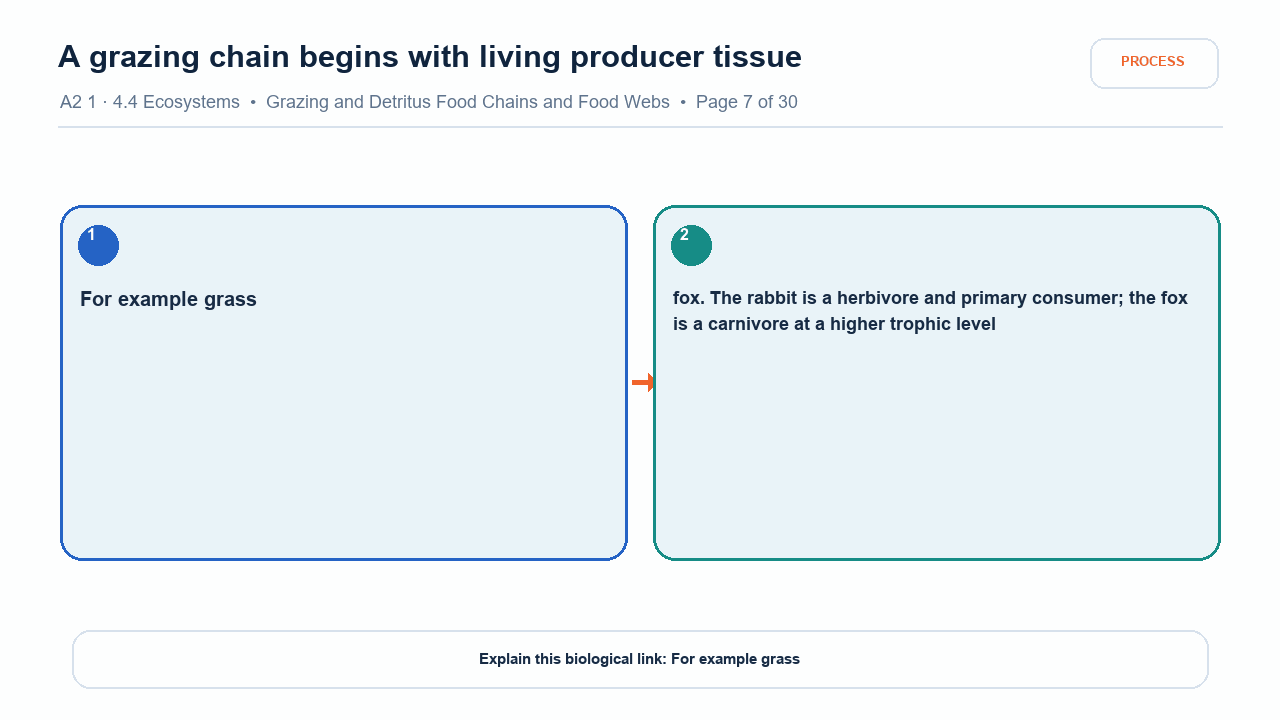 A grazing chain begins with living producer tissue
PROCESS
A2 1 · 4.4 Ecosystems • Grazing and Detritus Food Chains and Food Webs • Page 7 of 30
1
For example grass
2
fox. The rabbit is a herbivore and primary consumer; the fox
is a carnivore at a higher trophic level
Explain this biological link: For example grass